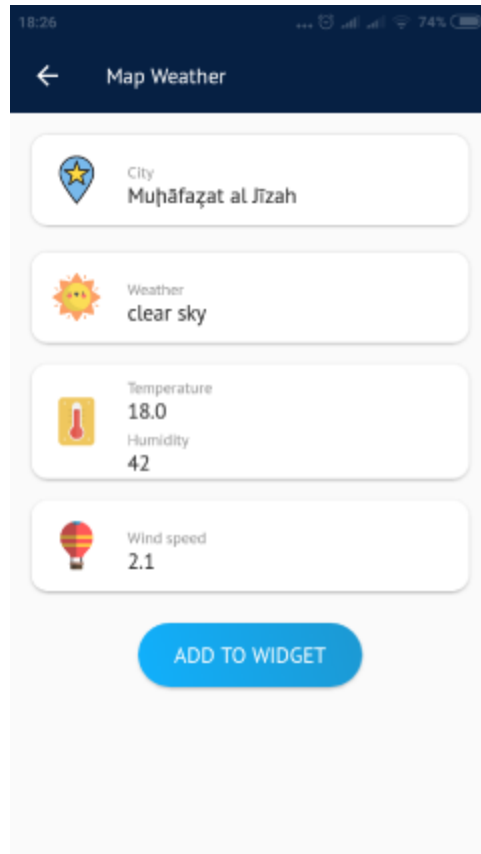 18:26 ... 74%
Map Weather
City
Muḩāfaz̧at al Jīzah
Weather
clear sky
Temperature
18.0
Humidity
42
Wind speed
2.1
ADD TO WIDGET